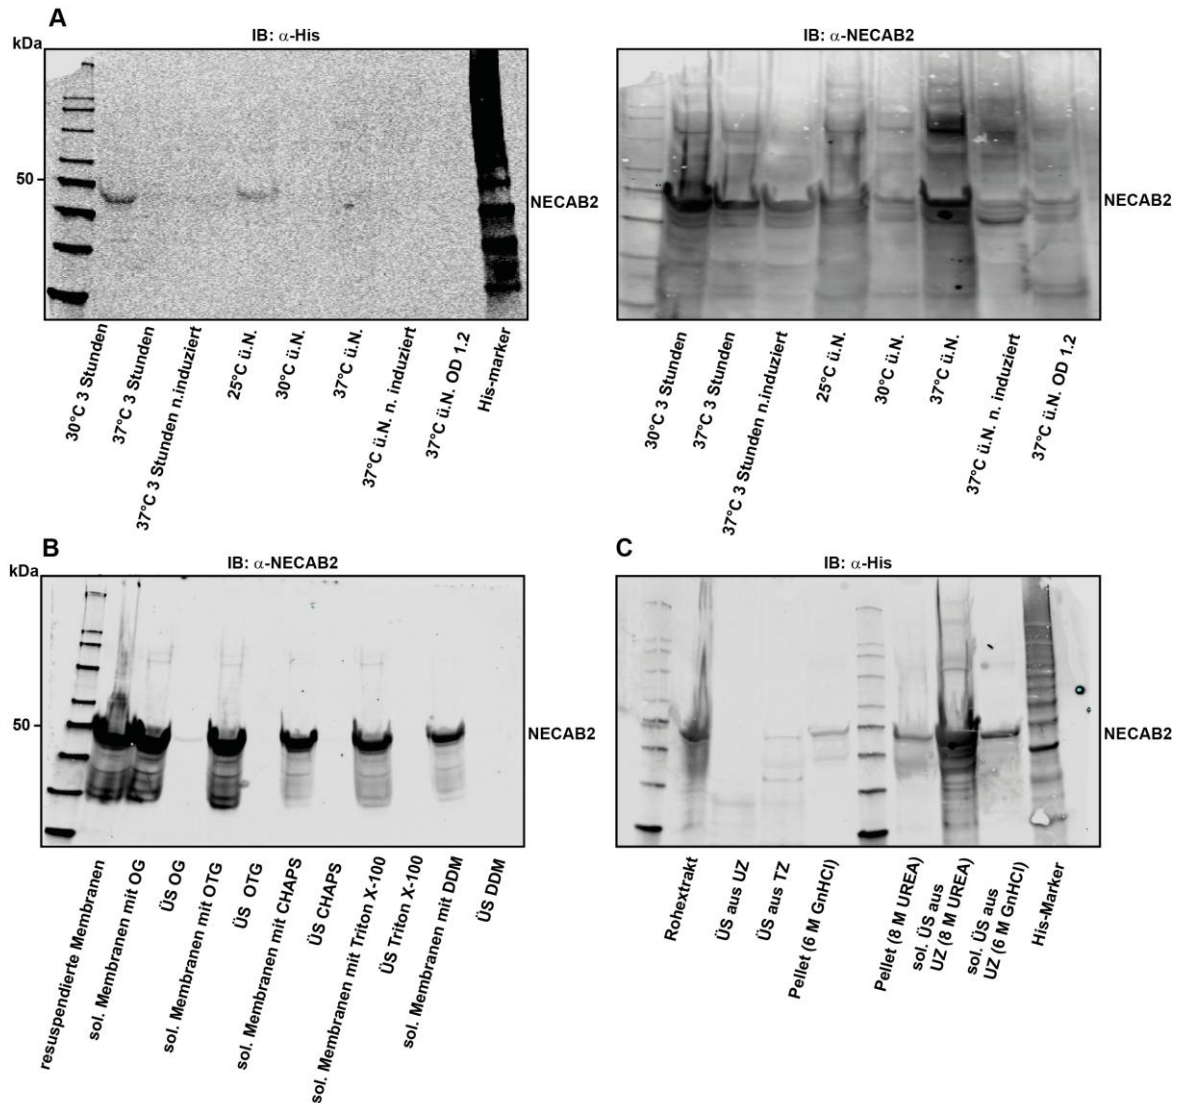 A
kDa
IB: α-His
50
NECAB2
30°C 3 Stunden
37°C 3 Stunden
37°C 3 Stunden n.induziert
25°C ü.N.
30°C ü.N.
37°C ü.N.
37°C ü.N. n. induziert
37°C ü.N. OD 1.2
His-marker
IB: α-NECAB2
NECAB2
30°C 3 Stunden
37°C 3 Stunden
37°C 3 Stunden n.induziert
25°C ü.N.
30°C ü.N.
37°C ü.N.
37°C ü.N. n. induziert
37°C ü.N. OD 1.2
B
kDa
IB: α-NECAB2
50
NECAB2
resuspendierte Membranen
sol. Membranen mit OG
ÜS OG
sol. Membranen mit OTG
ÜS OTG
sol. Membranen mit CHAPS
ÜS CHAPS
sol. Membranen mit Triton X-100
ÜS Triton X-100
sol. Membranen mit DDM
ÜS DDM
C
IB: α-His
NECAB2
Rohextrakt
ÜS aus UZ
ÜS aus TZ
Pellet (6 M GnHCl)
Pellet (8 M UREA)
sol. ÜS aus
UZ (8 M UREA)
sol. ÜS aus
UZ (6 M GnHCl)
His-Marker